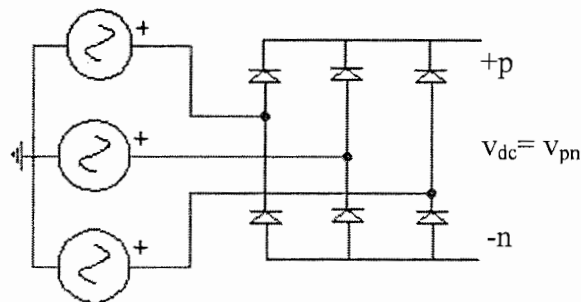 +
+p
+
v_dc= v_pn
+
-n